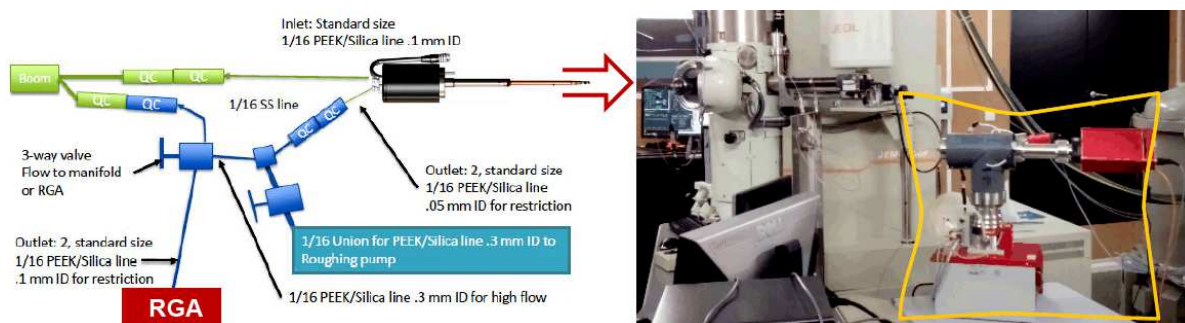 Inlet: Standard size
1/16 PEEK/Silica line .1 mm ID
Boom
QC
QC
QC
QC
1/16 SS line
QC
QC
3-way valve
Flow to manifold
or RGA
Outlet: 2, standard size
1/16 PEEK/Silica line
.05 mm ID for restriction
1/16 Union for PEEK/Silica line .3 mm ID to
Roughing pump
Outlet: 2, standard size
1/16 PEEK/Silica line
.1 mm ID for restriction
1/16 PEEK/Silica line .3 mm ID for high flow
RGA
JEOL